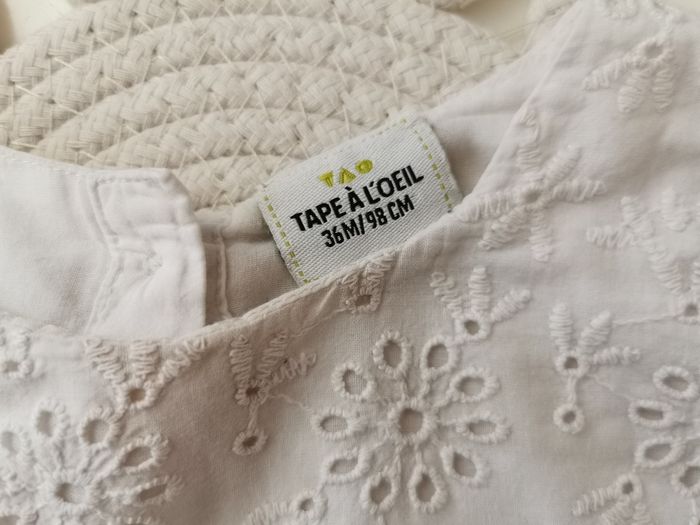 TAO
TAPE À L'OEIL
36M/98 CM